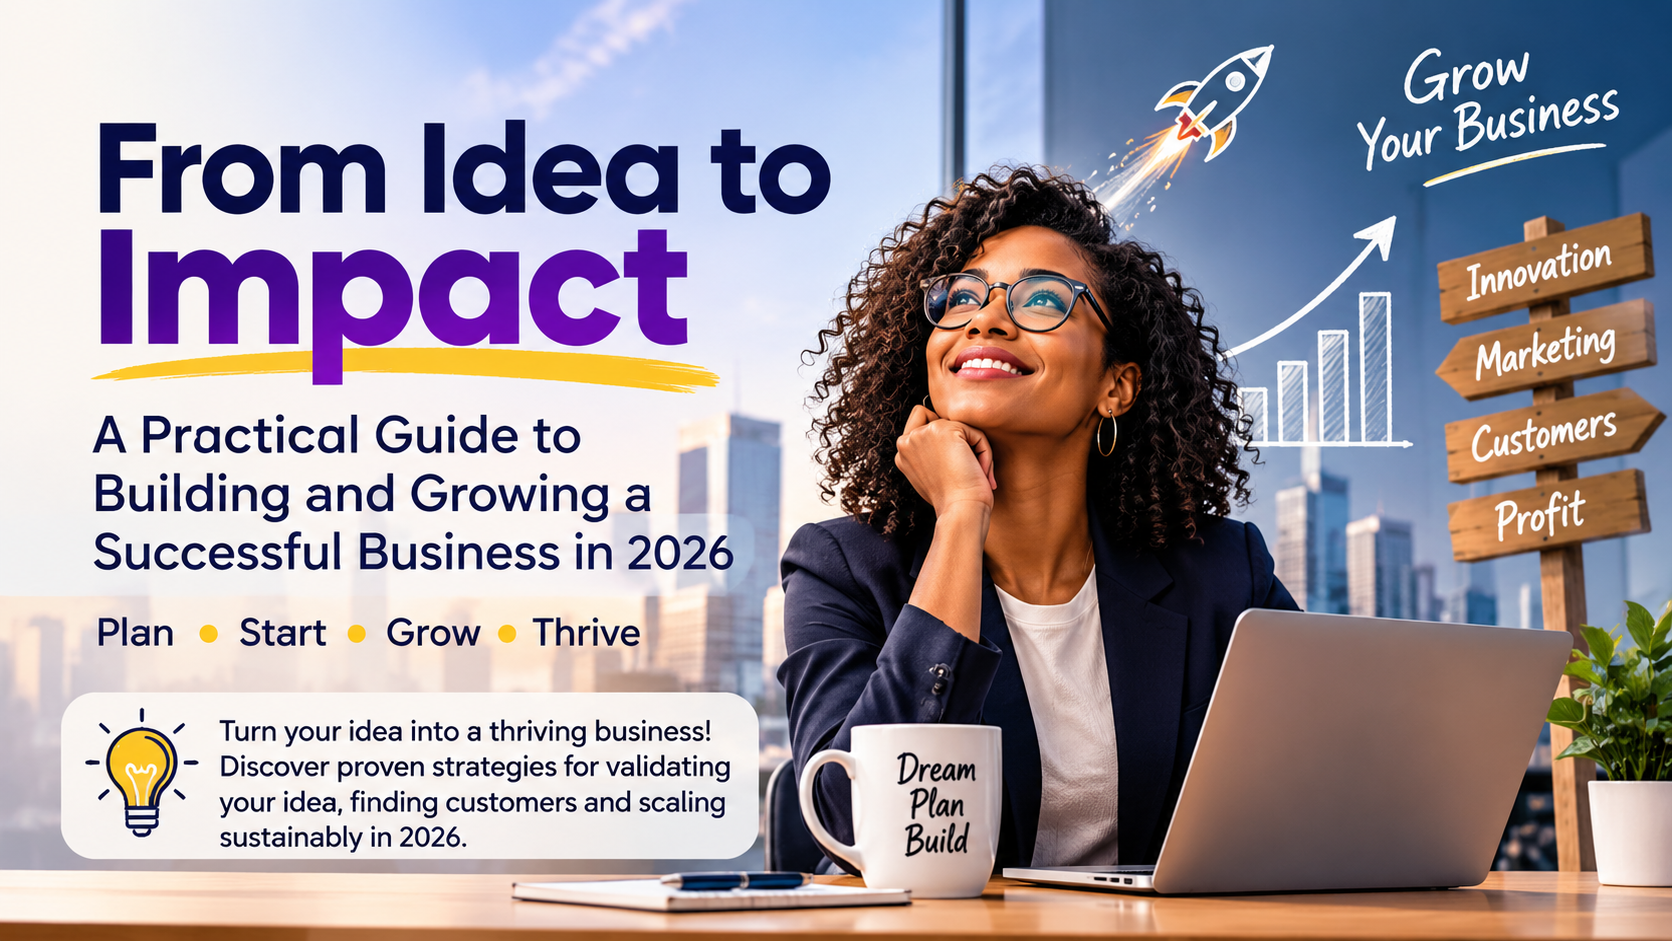 From Idea to
Impact
A Practical Guide to
Building and Growing a
Successful Business in 2026
Plan • Start • Grow • Thrive
Turn your idea into a thriving business!
Discover proven strategies for validating
your idea, finding customers and scaling
sustainably in 2026.
Grow
Your Business
Innovation
Marketing
Customers
Profit
Dream
Plan
Build